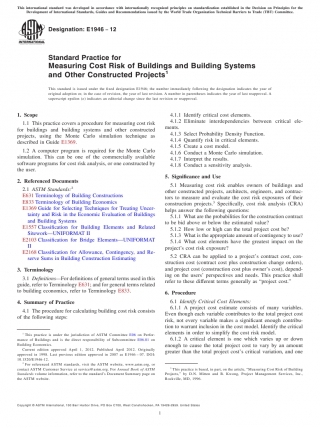 This international standard was developed in accordance with internationally recognized principles on standardization established in the Decision on Principles for the
Development of International Standards, Guides and Recommendations issued by the World Trade Organization Technical Barriers to Trade (TBT) Committee.
Designation: E1946 − 12
INTERNATIONAL
Standard Practice for
Measuring Cost Risk of Buildings and Building Systems
and Other Constructed Projects1
This standard is issued under the fixed designation E1946; the number immediately following the designation indicates the year of
original adoption or, in the case of revision, the year of last revision. A number in parentheses indicates the year of last reapproval. A
superscript epsilon (ε) indicates an editorial change since the last revision or reapproval.
1. Scope
1.1 This practice covers a procedure for measuring cost risk
for buildings and building systems and other constructed
projects, using the Monte Carlo simulation technique as
described in Guide E1369.
1.2 A computer program is required for the Monte Carlo
simulation. This can be one of the commercially available
software programs for cost risk analysis, or one constructed by
the user.
2. Referenced Documents
2.1 ASTM Standards:2
E631 Terminology of Building Constructions
E833 Terminology of Building Economics
E1369 Guide for Selecting Techniques for Treating Uncer-
tainty and Risk in the Economic Evaluation of Buildings
and Building Systems
E1557 Classification for Building Elements and Related
Sitework—UNIFORMAT II
E2103 Classification for Bridge Elements—UNIFORMAT
II
E2168 Classification for Allowance, Contingency, and Re-
serve Sums in Building Construction Estimating
3. Terminology
3.1 Definitions—For definitions of general terms used in this
guide, refer to Terminology E631; and for general terms related
to building economics, refer to Terminology E833.
4. Summary of Practice
4.1 The procedure for calculating building cost risk consists
of the following steps:
1 This practice is under the jurisdiction of ASTM Committee E06 on Perfor-
mance of Buildings and is the direct responsibility of Subcommittee E06.81 on
Building Economics.
Current edition approved April 1, 2012. Published April 2012. Originally
approved in 1998. Last previous edition approved in 2007 as E1946 – 07. DOI:
10.1520/E1946-12.
2 For referenced ASTM standards, visit the ASTM website, www.astm.org, or
contact ASTM Customer Service at service@astm.org. For Annual Book of ASTM
Standards volume information, refer to the standard's Document Summary page on
the ASTM website.
4.1.1 Identify critical cost elements.
4.1.2 Eliminate interdependencies between critical ele-
ments.
4.1.3 Select Probability Density Function.
4.1.4 Quantify risk in critical elements.
4.1.5 Create a cost model.
4.1.6 Conduct a Monte Carlo simulation.
4.1.7 Interpret the results.
4.1.8 Conduct a sensitivity analysis.
5. Significance and Use
5.1 Measuring cost risk enables owners of buildings and
other constructed projects, architects, engineers, and contrac-
tors to measure and evaluate the cost risk exposures of their
construction projects.3 Specifically, cost risk analysis (CRA)
helps answer the following questions:
5.1.1 What are the probabilities for the construction contract
to be bid above or below the estimated value?
5.1.2 How low or high can the total project cost be?
5.1.3 What is the appropriate amount of contingency to use?
5.1.4 What cost elements have the greatest impact on the
project's cost risk exposure?
5.2 CRA can be applied to a project's contract cost, con-
struction cost (contract cost plus construction change orders),
and project cost (construction cost plus owner's cost), depend-
ing on the users' perspectives and needs. This practice shall
refer to these different terms generally as “project cost.”
6. Procedure
6.1 Identify Critical Cost Elements:
6.1.1 A project cost estimate consists of many variables.
Even though each variable contributes to the total project cost
risk, not every variable makes a significant enough contribu-
tion to warrant inclusion in the cost model. Identify the critical
elements in order to simplify the cost risk model.
6.1.2 A critical element is one which varies up or down
enough to cause the total project cost to vary by an amount
greater than the total project cost's critical variation, and one
3 This practice is based, in part, on the article, “Measuring Cost Risk of Building
Projects,” by D.N. Mitten and B. Kwong, Project Management Services, Inc.,
Rockville, MD, 1996.
Copyright © ASTM International, 100 Barr Harbor Drive, PO Box C700, West Conshohocken, PA 19428-2959. United States
1